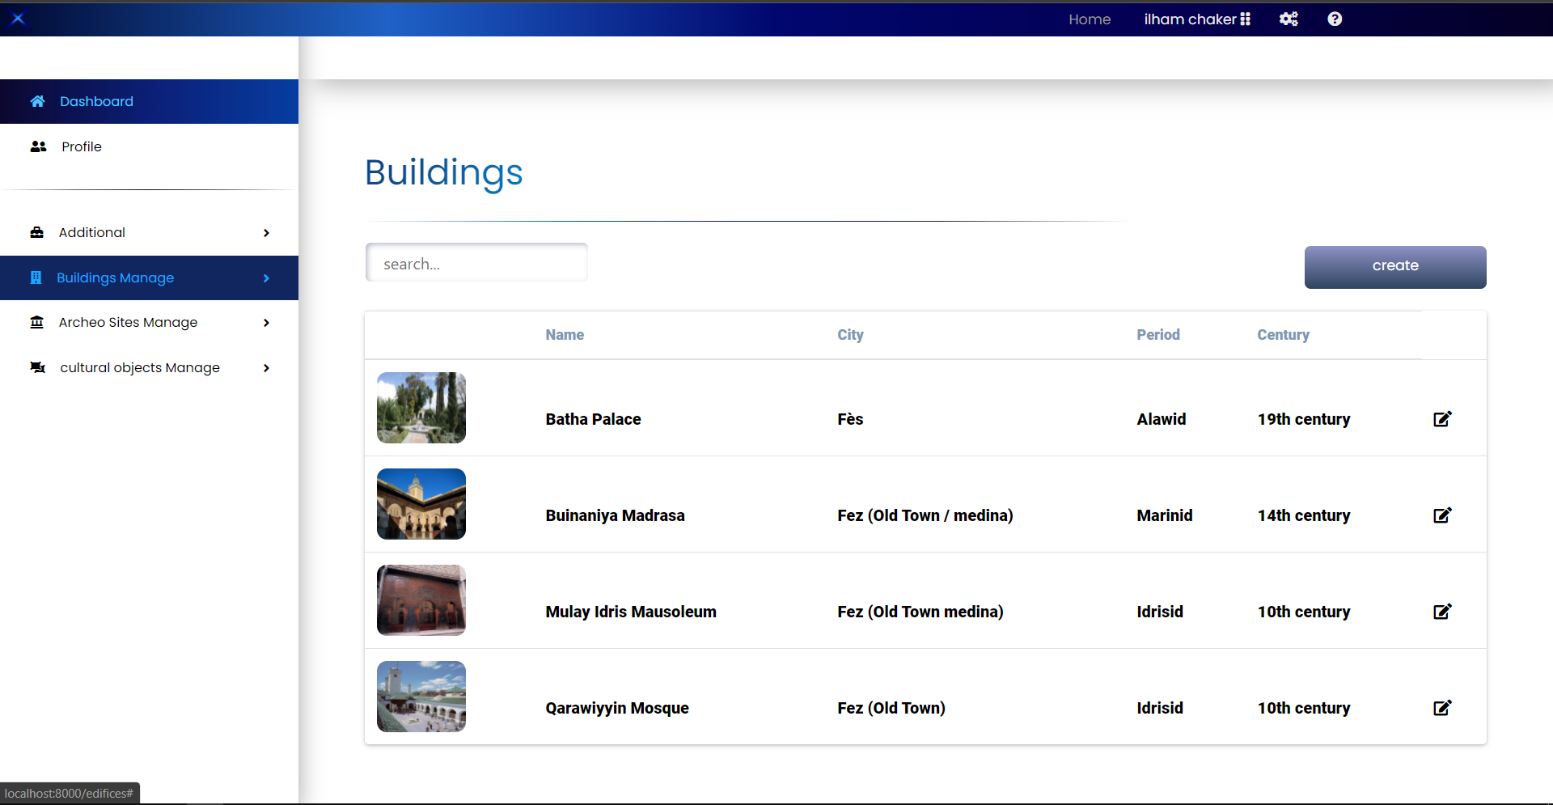 Home ilham chaker
Dashboard
Profile
Additional
Buildings Manage
Archeo Sites Manage
cultural objects Manage
Buildings
search...
create
Name City Period Century
Batha Palace Fès Alawid 19th century
Buinaniya Madrasa Fez (Old Town / medina) Marinid 14th century
Mulay Idris Mausoleum Fez (Old Town medina) Idrisid 10th century
Qarawiyyin Mosque Fez (Old Town) Idrisid 10th century
localhost:8000/edifices#